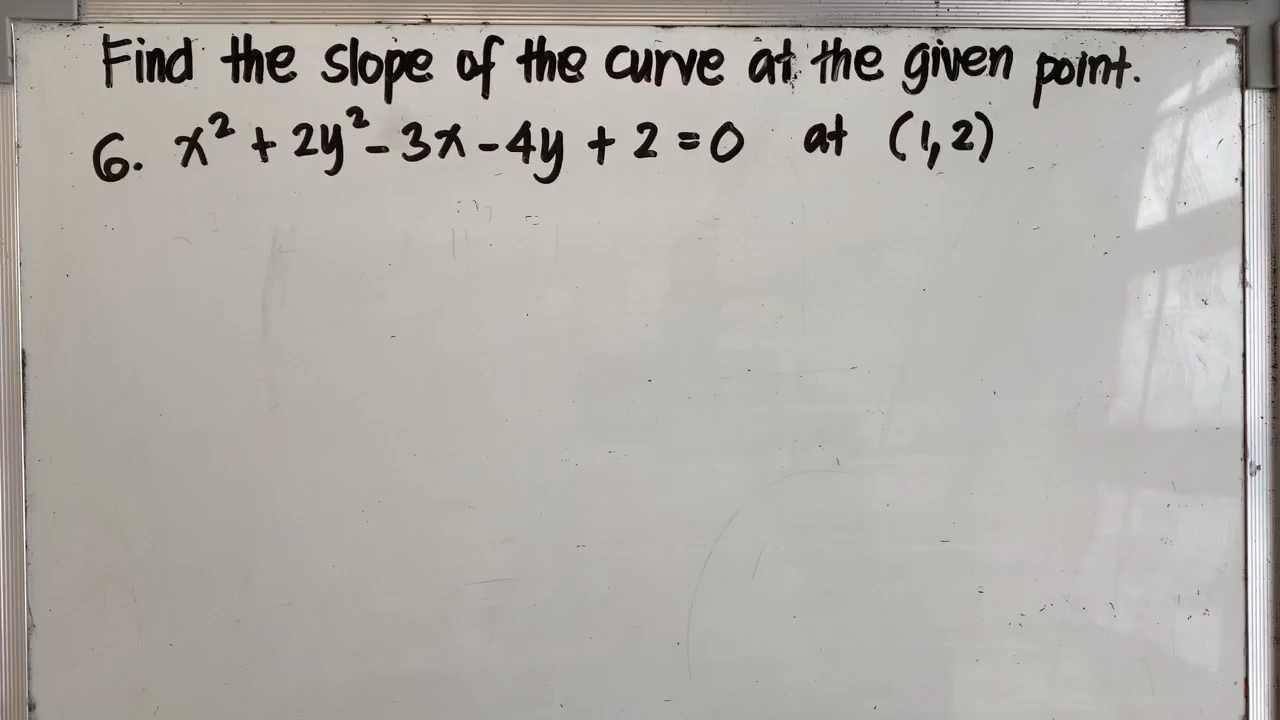 Find the slope of the curve at the given point.
6. x² + 2y² - 3x - 4y + 2 = 0 at (1,2)